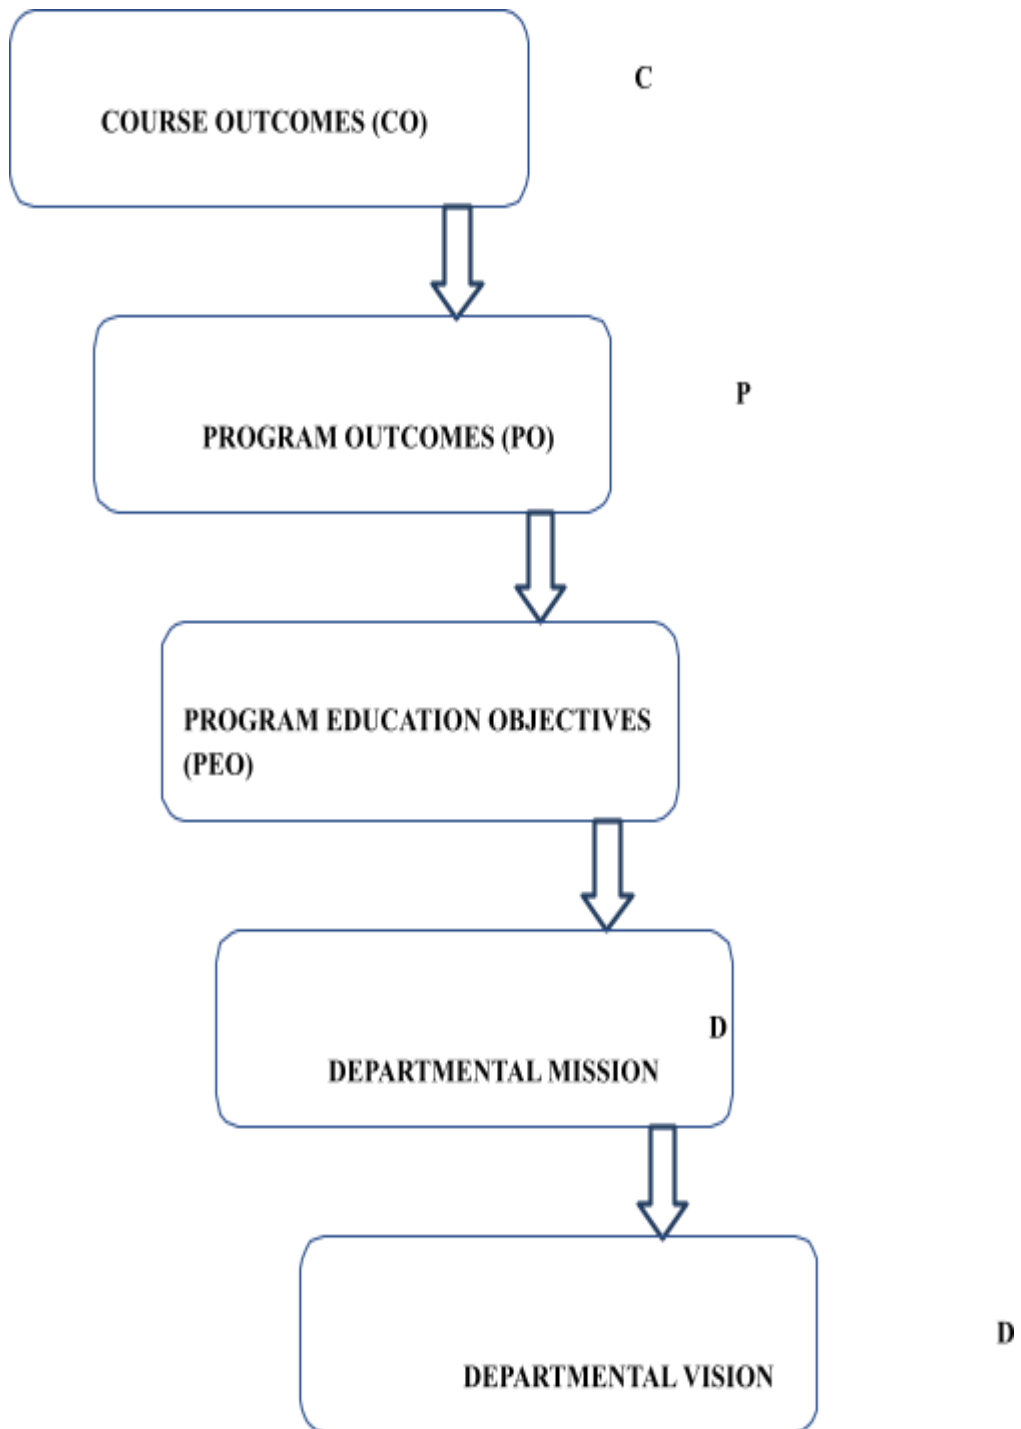 C
COURSE OUTCOMES (CO)
P
PROGRAM OUTCOMES (PO)
PROGRAM EDUCATION OBJECTIVES
(PEO)
D
DEPARTMENTAL MISSION
D
DEPARTMENTAL VISION